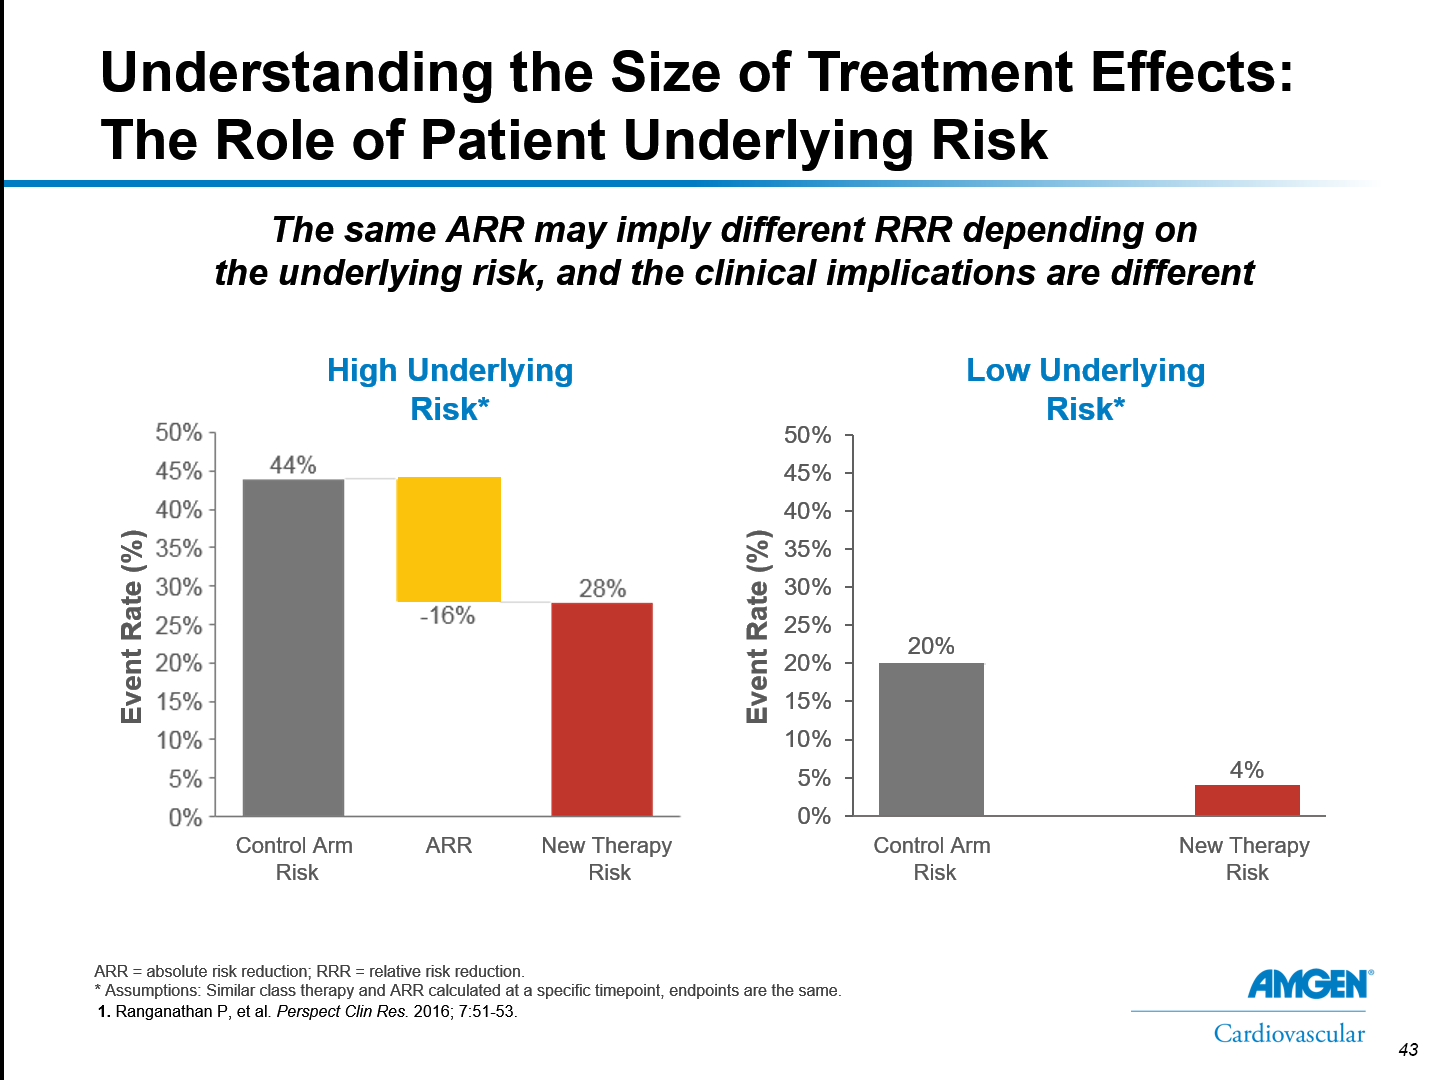 Understanding the Size of Treatment Effects:
The Role of Patient Underlying Risk
The same ARR may imply different RRR depending on
the underlying risk, and the clinical implications are different
High Underlying
Risk*
Event Rate (%)
50%
45%
40%
35%
30%
25%
20%
15%
10%
5%
0%
44%
-16%
28%
Control Arm
Risk
ARR
New Therapy
Risk
Low Underlying
Risk*
Event Rate (%)
50%
45%
40%
35%
30%
25%
20%
15%
10%
5%
0%
20%
4%
Control Arm
Risk
New Therapy
Risk
ARR = absolute risk reduction; RRR = relative risk reduction.
* Assumptions: Similar class therapy and ARR calculated at a specific timepoint, endpoints are the same.
1. Ranganathan P, et al. Perspect Clin Res. 2016; 7:51-53.
AMGEN®
Cardiovascular
43